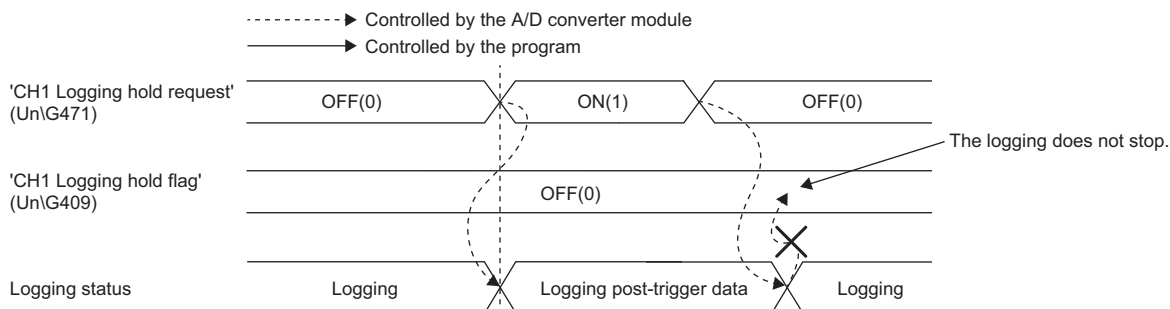 Controlled by the A/D converter module
Controlled by the program
'CH1 Logging hold request'
(Un\G471)
OFF(0)
ON(1)
OFF(0)
The logging does not stop.
'CH1 Logging hold flag'
(Un\G409)
OFF(0)
Logging status
Logging
Logging post-trigger data
Logging